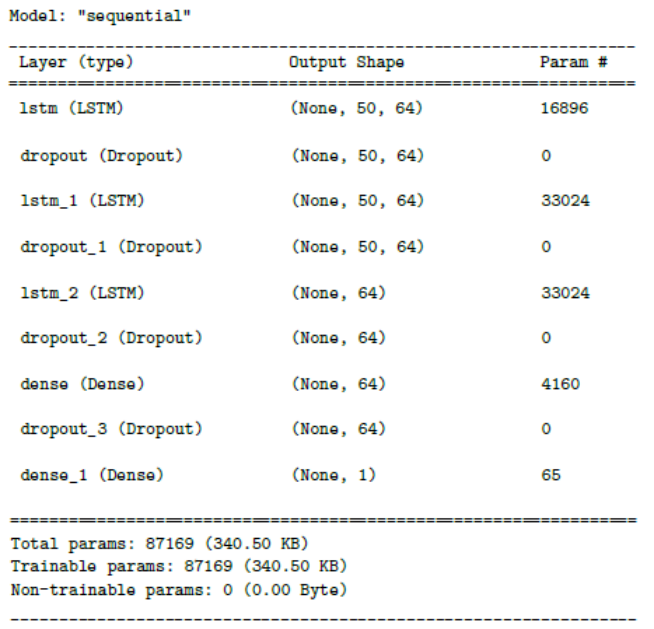 Model: "sequential"
Layer (type) Output Shape Param #
lstm (LSTM) (None, 50, 64) 16896
dropout (Dropout) (None, 50, 64) 0
lstm_1 (LSTM) (None, 50, 64) 33024
dropout_1 (Dropout) (None, 50, 64) 0
lstm_2 (LSTM) (None, 64) 33024
dropout_2 (Dropout) (None, 64) 0
dense (Dense) (None, 64) 4160
dropout_3 (Dropout) (None, 64) 0
dense_1 (Dense) (None, 1) 65
Total params: 87169 (340.50 KB)
Trainable params: 87169 (340.50 KB)
Non-trainable params: 0 (0.00 Byte)